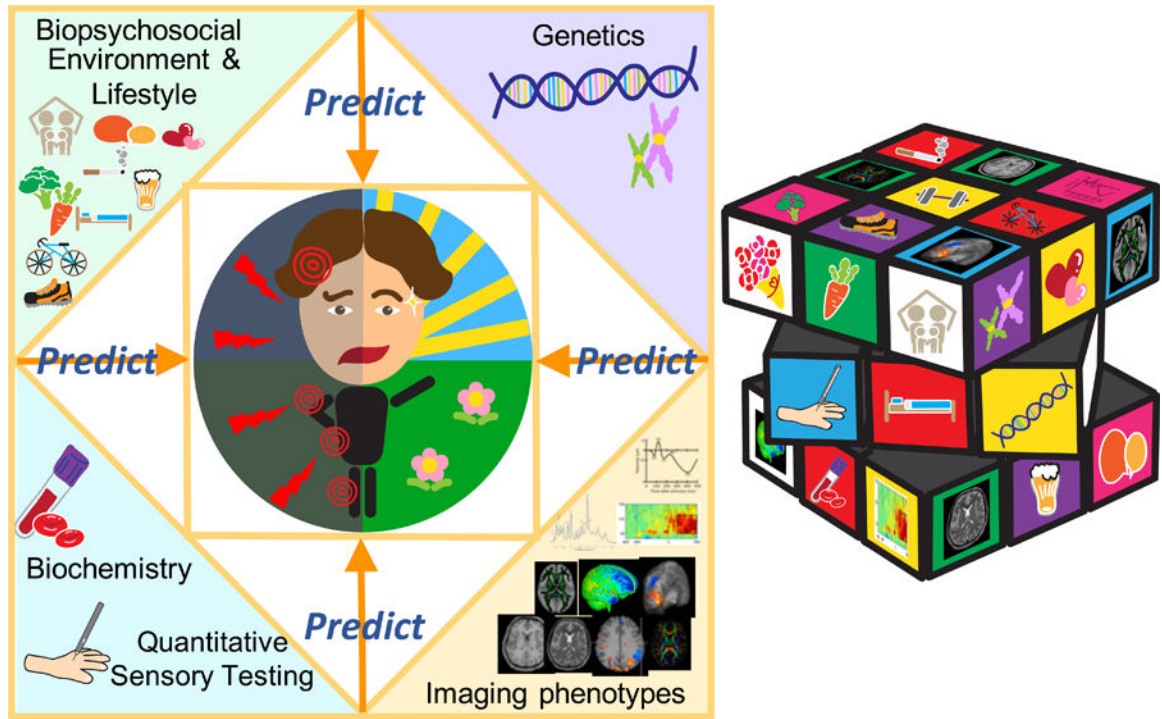 Biopsychosocial
Environment &
Lifestyle
Genetics
Predict
Predict
Predict
Biochemistry
Quantitative
Sensory Testing
Predict
Imaging phenotypes